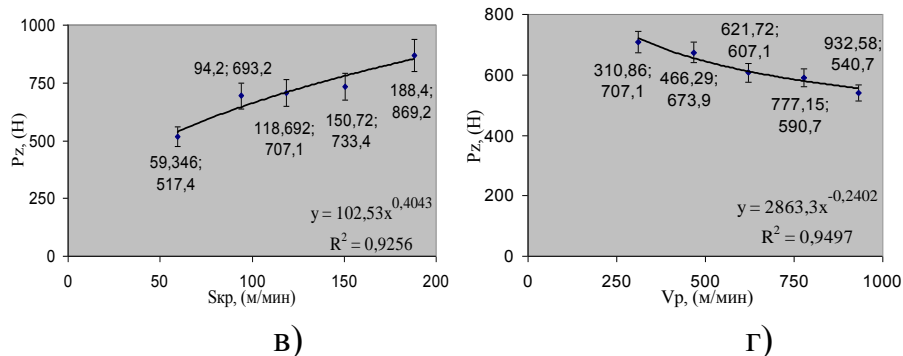 1000
750
500
250
0
Pz, (Н)
94,2; 693,2
59,346;
517,4
118,692;
707,1
150,72;
733,4
188,4;
869,2
y = 102,53x^0,4043
R² = 0,9256
0 50 100 150 200
Sкр, (м/мин)
в)
800
600
400
200
0
Pz, (Н)
310,86;
707,1
466,29;
673,9
621,72;
607,1
777,15;
590,7
932,58;
540,7
y = 2863,3x^-0,2402
R² = 0,9497
0 250 500 750 1000
Vр, (м/мин)
г)